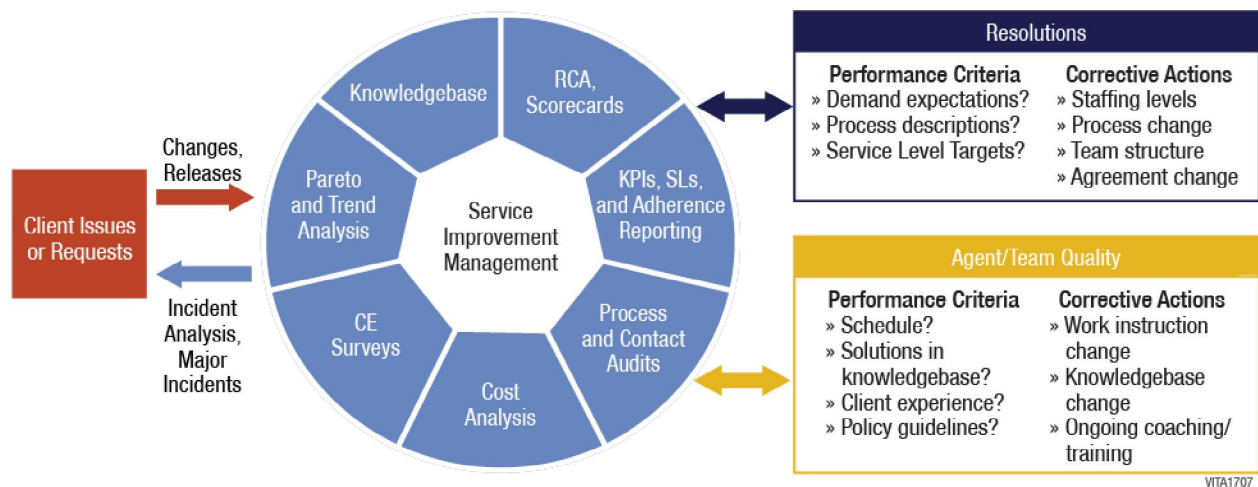 Client Issues
or Requests
Changes,
Releases
Incident
Analysis,
Major
Incidents
Knowledgebase
RCA,
Scorecards
Pareto
and Trend
Analysis
KPIs, SLs,
and Adherence
Reporting
Service
Improvement
Management
CE
Surveys
Process
and Contact
Audits
Cost
Analysis
Resolutions
Performance Criteria
» Demand expectations?
» Process descriptions?
» Service Level Targets?
Corrective Actions
» Staffing levels
» Process change
» Team structure
» Agreement change
Agent/Team Quality
Performance Criteria
» Schedule?
» Solutions in
knowledgebase?
» Client experience?
» Policy guidelines?
Corrective Actions
» Work instruction
change
» Knowledgebase
change
» Ongoing coaching/
training
VITA1707